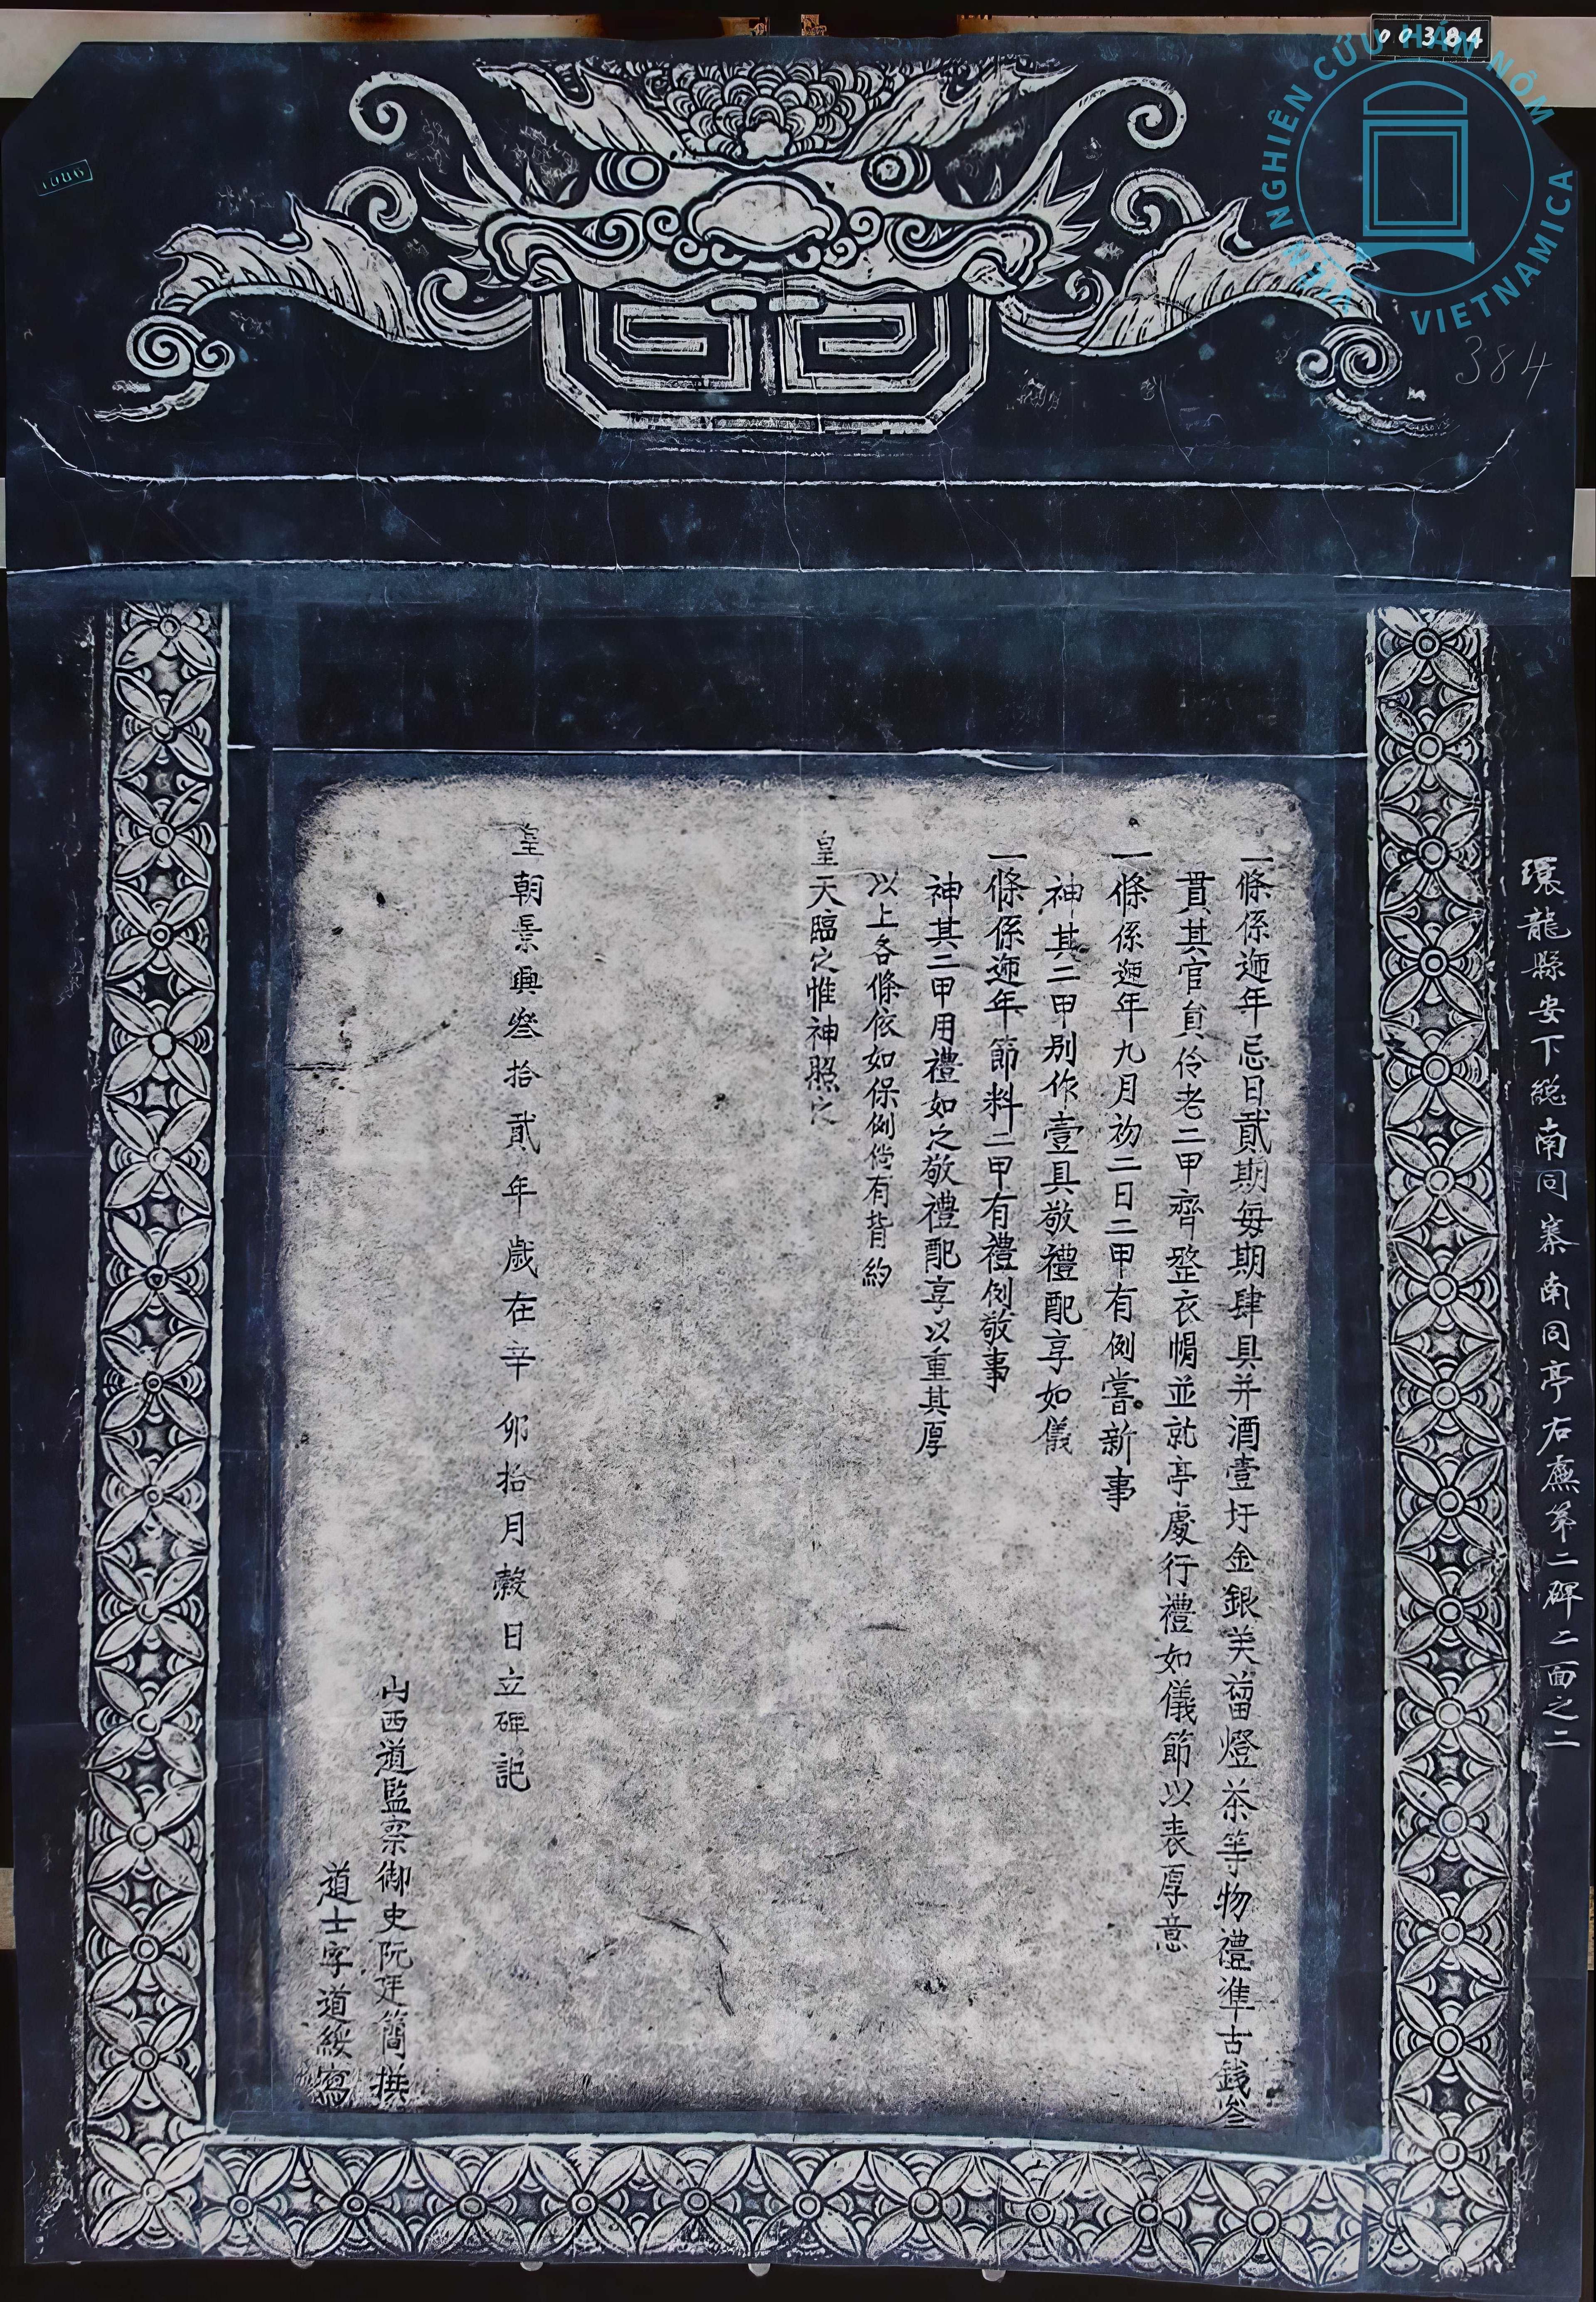 00384
VIỆN NGHIÊN CỨU HÁN NÔM
VIETNAMICA
1086
384
環龍縣安下總南同寨南同亭右廡第二碑二面之二
一條係迎年忌日貳期每期肆具并酒壹圩金銀芙蒥燈茶等物禮準古錢叁
貫其官員伶老二甲齊整衣帽並就亭處行禮如儀節以表厚意
一條係迎年九月初二日二甲有例嘗新事
神其二甲別作壹具敬禮配享如儀
一條係迎年節料二甲有禮例敬事
神其二甲用禮如之敬禮配享以重其厚
以上各條依如保例倘有背約
皇天臨之惟神照之
皇朝景興叁拾貳年歲在辛卯拾月穀日立碑記
山西道監察御史阮廷簡撰
道士字道綏寫